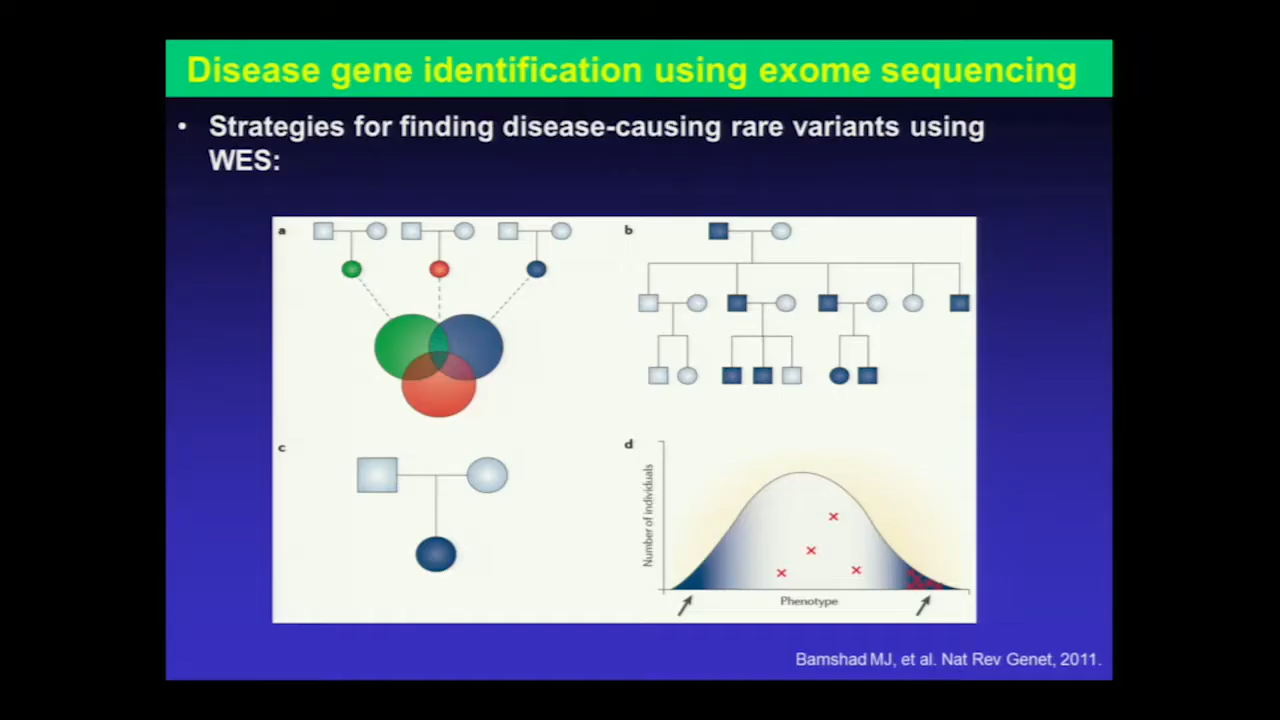 Disease gene identification using exome sequencing
• Strategies for finding disease-causing rare variants using
WES:
a
b
c
d
Number of individuals
Phenotype
Bamshad MJ, et al. Nat Rev Genet, 2011.